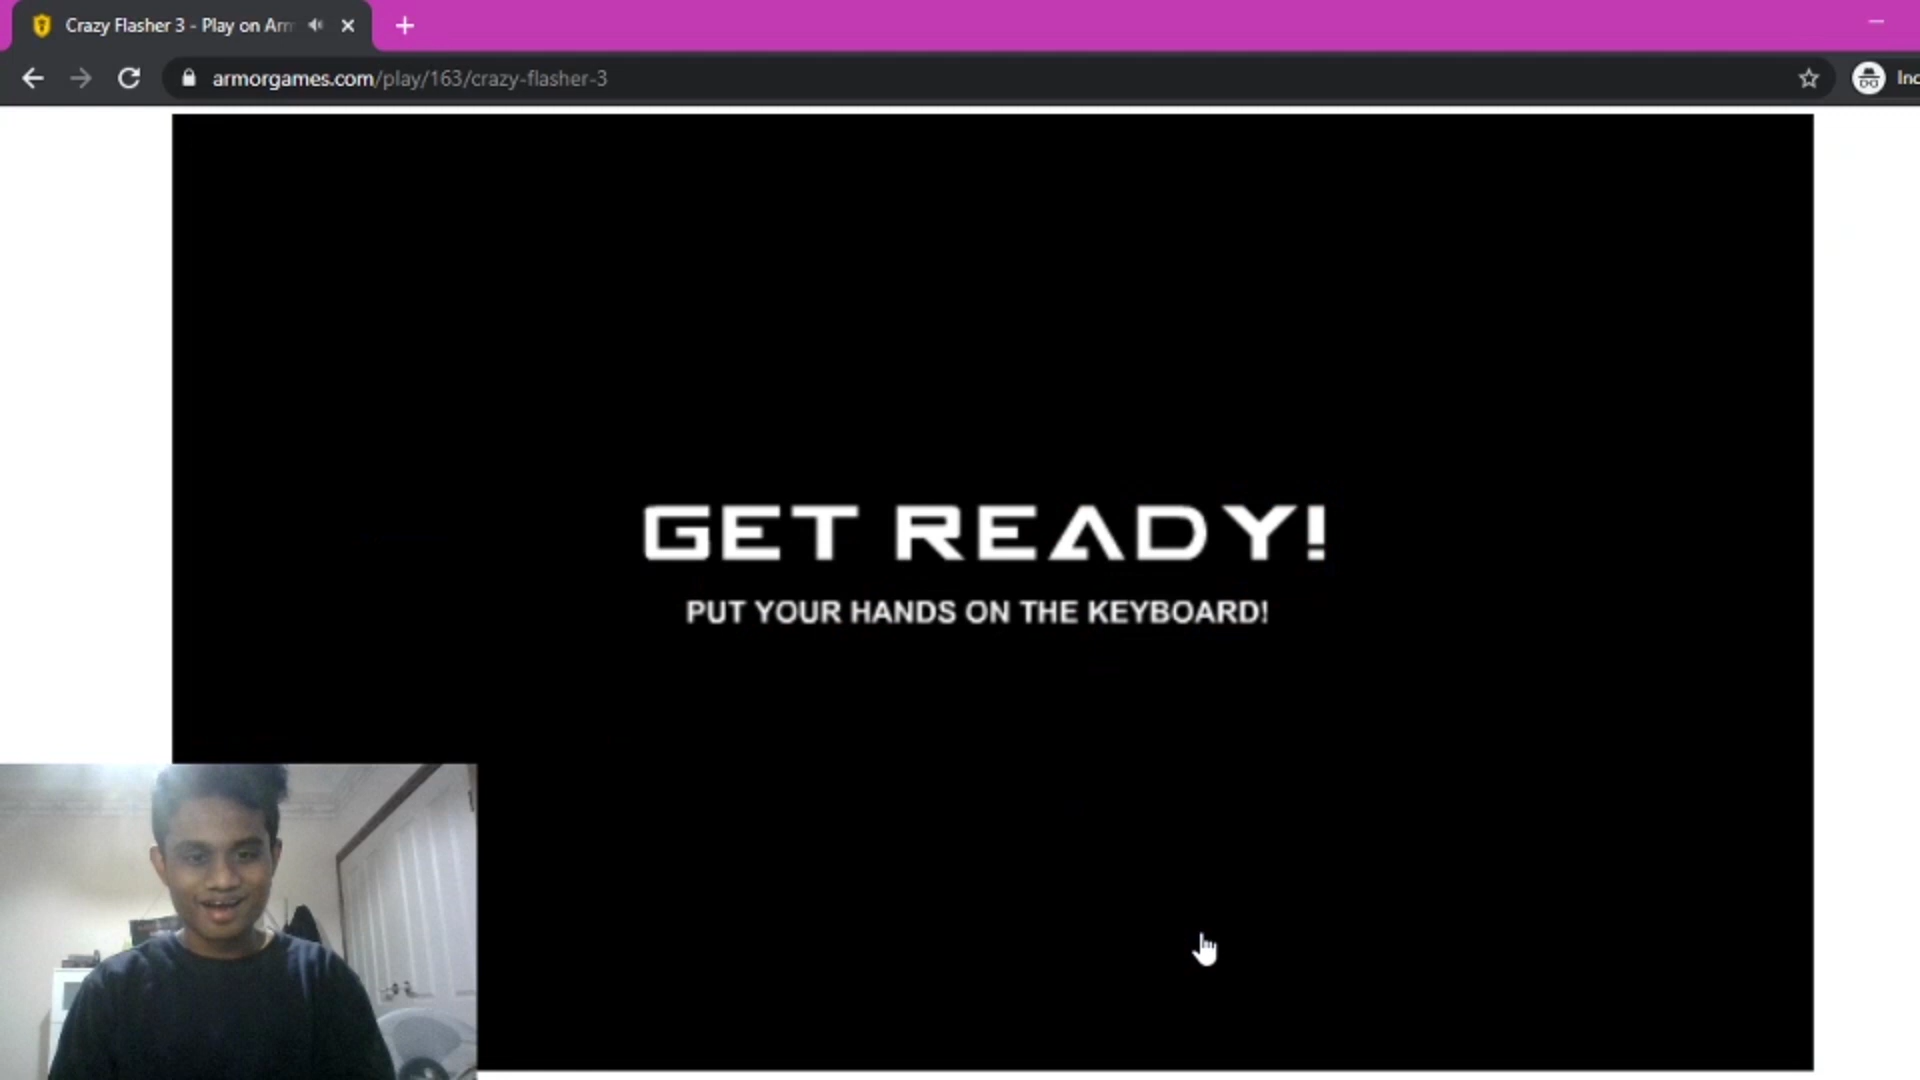 Crazy Flasher 3 - Play on Arm
armorgames.com/play/163/crazy-flasher-3
Inc
GET READY!
PUT YOUR HANDS ON THE KEYBOARD!